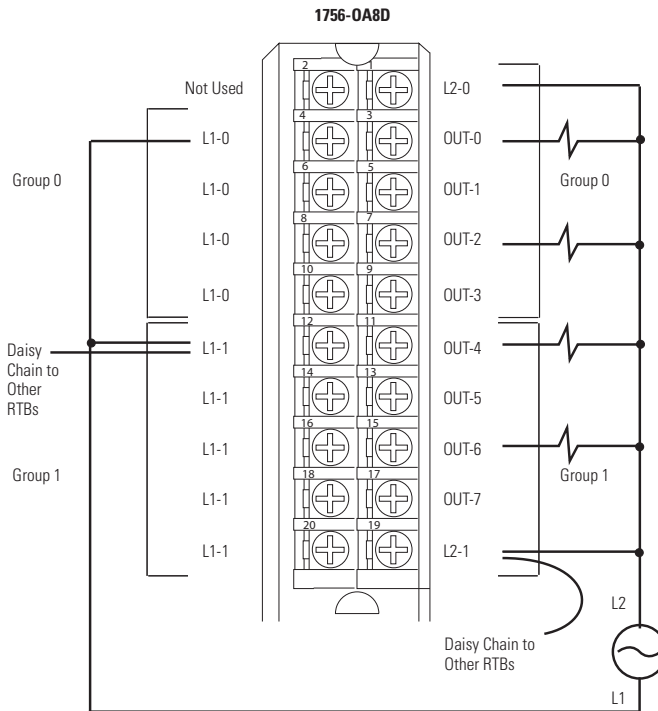 1756-OA8D
2 1
Not Used L2-0
4 3
L1-0 OUT-0
6 5
Group 0 Group 0
L1-0 OUT-1
8 7
L1-0 OUT-2
10 9
L1-0 OUT-3
12 11
Daisy
Chain to
Other
RTBs
L1-1 OUT-4
14 13
L1-1 OUT-5
16 15
L1-1 OUT-6
Group 1 Group 1
18 17
L1-1 OUT-7
20 19
L1-1 L2-1
L2
Daisy Chain to
Other RTBs
L1